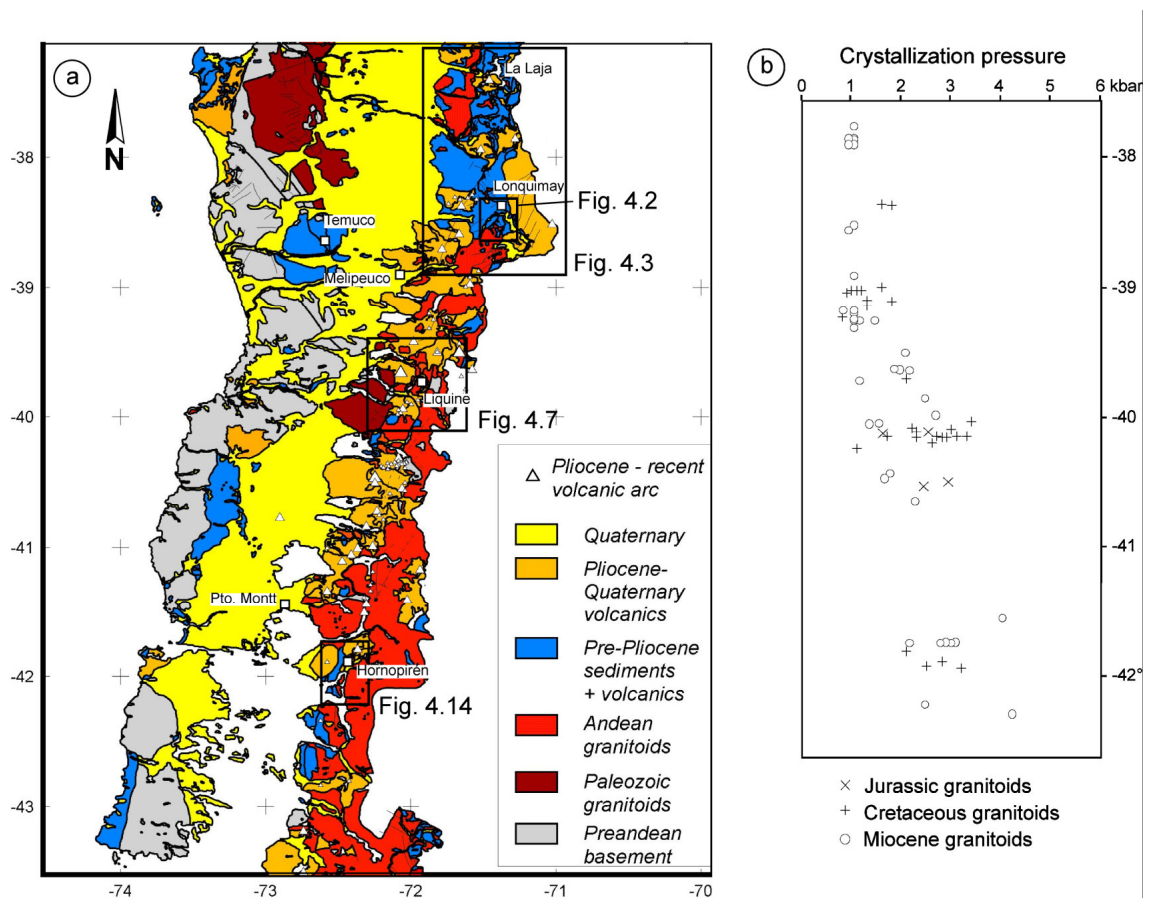 a
N
-38
-39
-40
-41
-42
-43
-74
-73
-72
-71
-70
La Laja
Lonquimay
Fig. 4.2
Temuco
Fig. 4.3
Melipeuco
Liquine
Fig. 4.7
Pto. Montt
Hornopirén
Fig. 4.14
Pliocene - recent
volcanic arc
Quaternary
Pliocene-
Quaternary
volcanics
Pre-Pliocene
sediments
+ volcanics
Andean
granitoids
Paleozoic
granitoids
Preandean
basement
b
Crystallization pressure
0 1 2 3 4 5 6 kbar
-38
-39
-40
-41
-42°
Jurassic granitoids
Cretaceous granitoids
Miocene granitoids